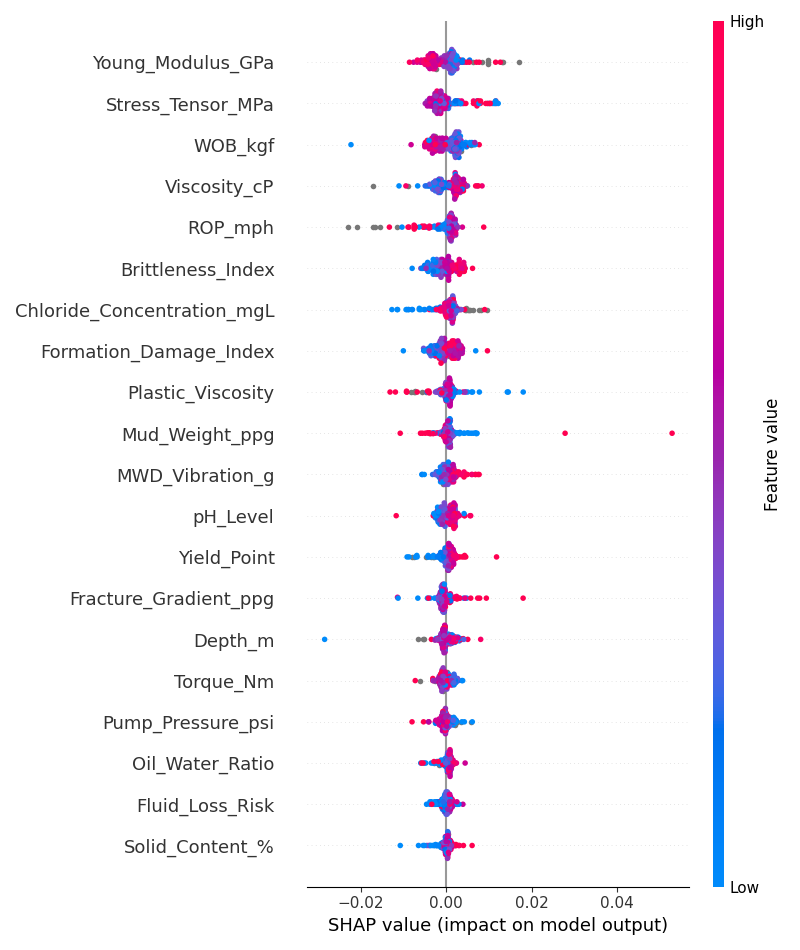 High
Young_Modulus_GPa
Stress_Tensor_MPa
WOB_kgf
Viscosity_cP
ROP_mph
Brittleness_Index
Chloride_Concentration_mgL
Formation_Damage_Index
Plastic_Viscosity
Mud_Weight_ppg
MWD_Vibration_g
pH_Level
Yield_Point
Fracture_Gradient_ppg
Depth_m
Torque_Nm
Pump_Pressure_psi
Oil_Water_Ratio
Fluid_Loss_Risk
Solid_Content_%
Feature value
Low
−0.02 0.00 0.02 0.04
SHAP value (impact on model output)